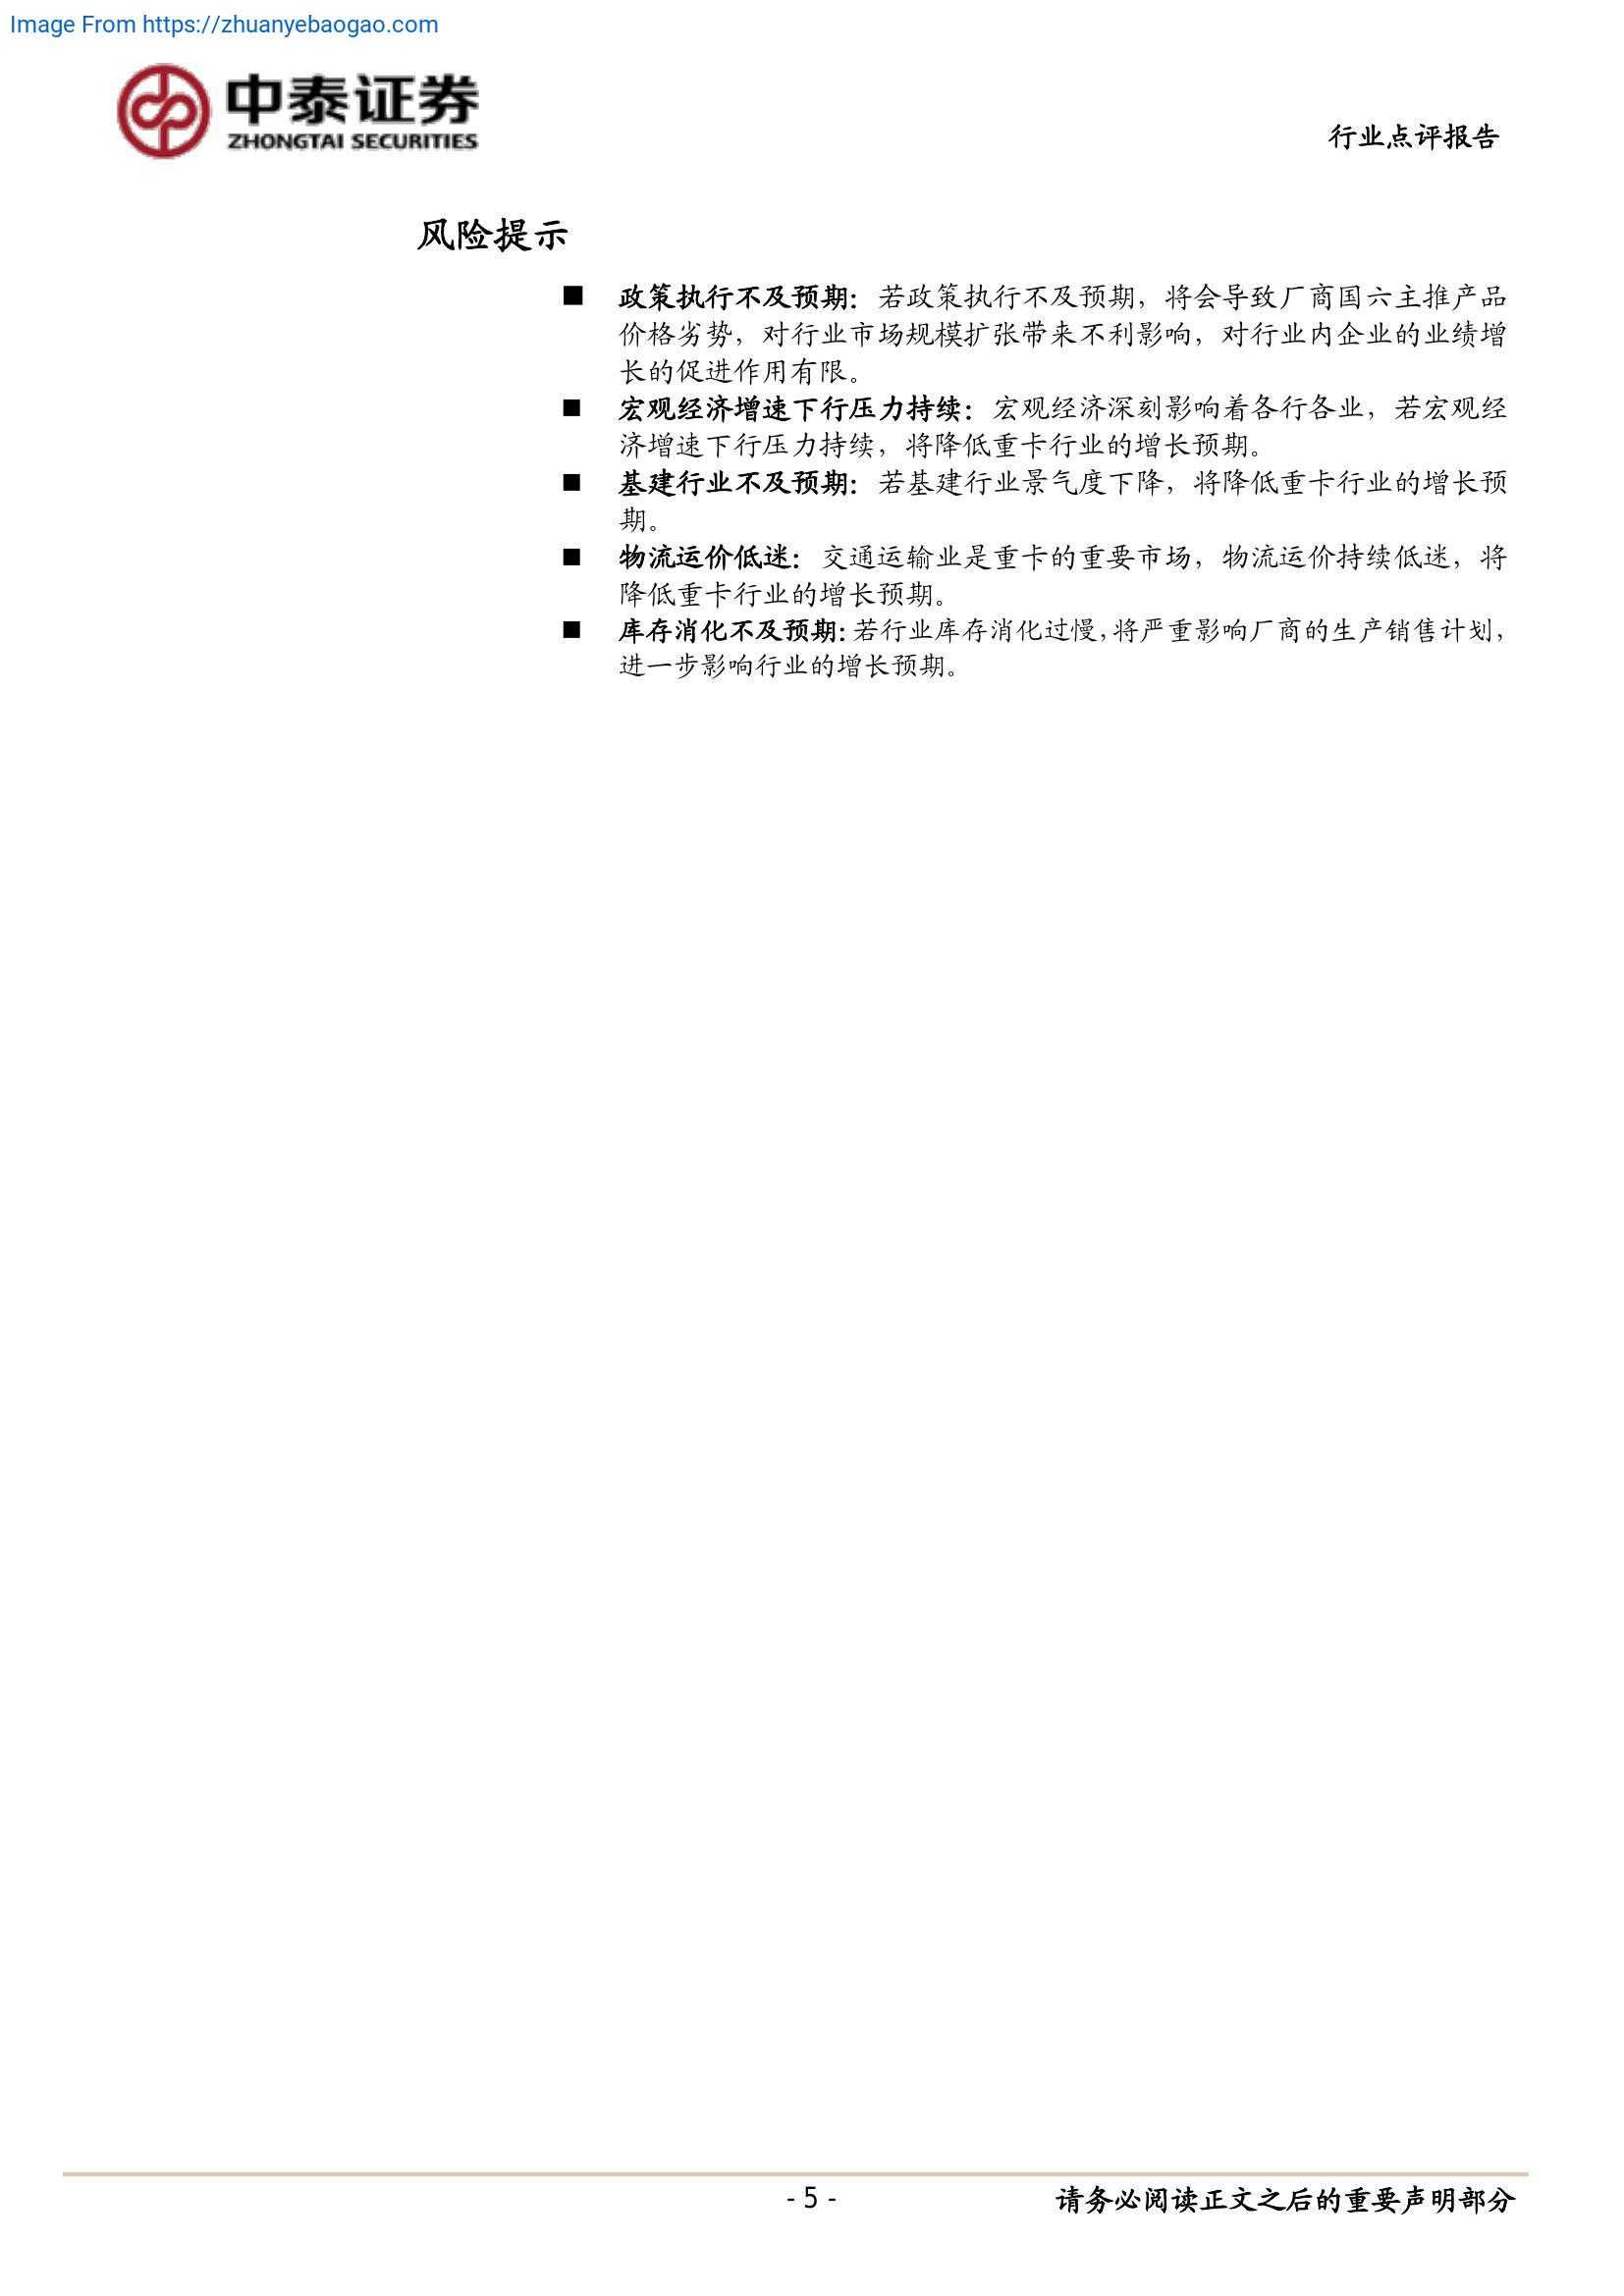 Image From https://zhuanyebaogao.com
中泰证券
ZHONGTAI SECURITIES
行业点评报告
风险提示
■ 政策执行不及预期：若政策执行不及预期，将会导致厂商国六主推产品
价格劣势，对行业市场规模扩张带来不利影响，对行业内企业的业绩增
长的促进作用有限。
■ 宏观经济增速下行压力持续：宏观经济深刻影响着各行各业，若宏观经
济增速下行压力持续，将降低重卡行业的增长预期。
■ 基建行业不及预期：若基建行业景气度下降，将降低重卡行业的增长预
期。
■ 物流运价低迷：交通运输业是重卡的重要市场，物流运价持续低迷，将
降低重卡行业的增长预期。
■ 库存消化不及预期：若行业库存消化过慢，将严重影响厂商的生产销售计划，
进一步影响行业的增长预期。
- 5 -
请务必阅读正文之后的重要声明部分